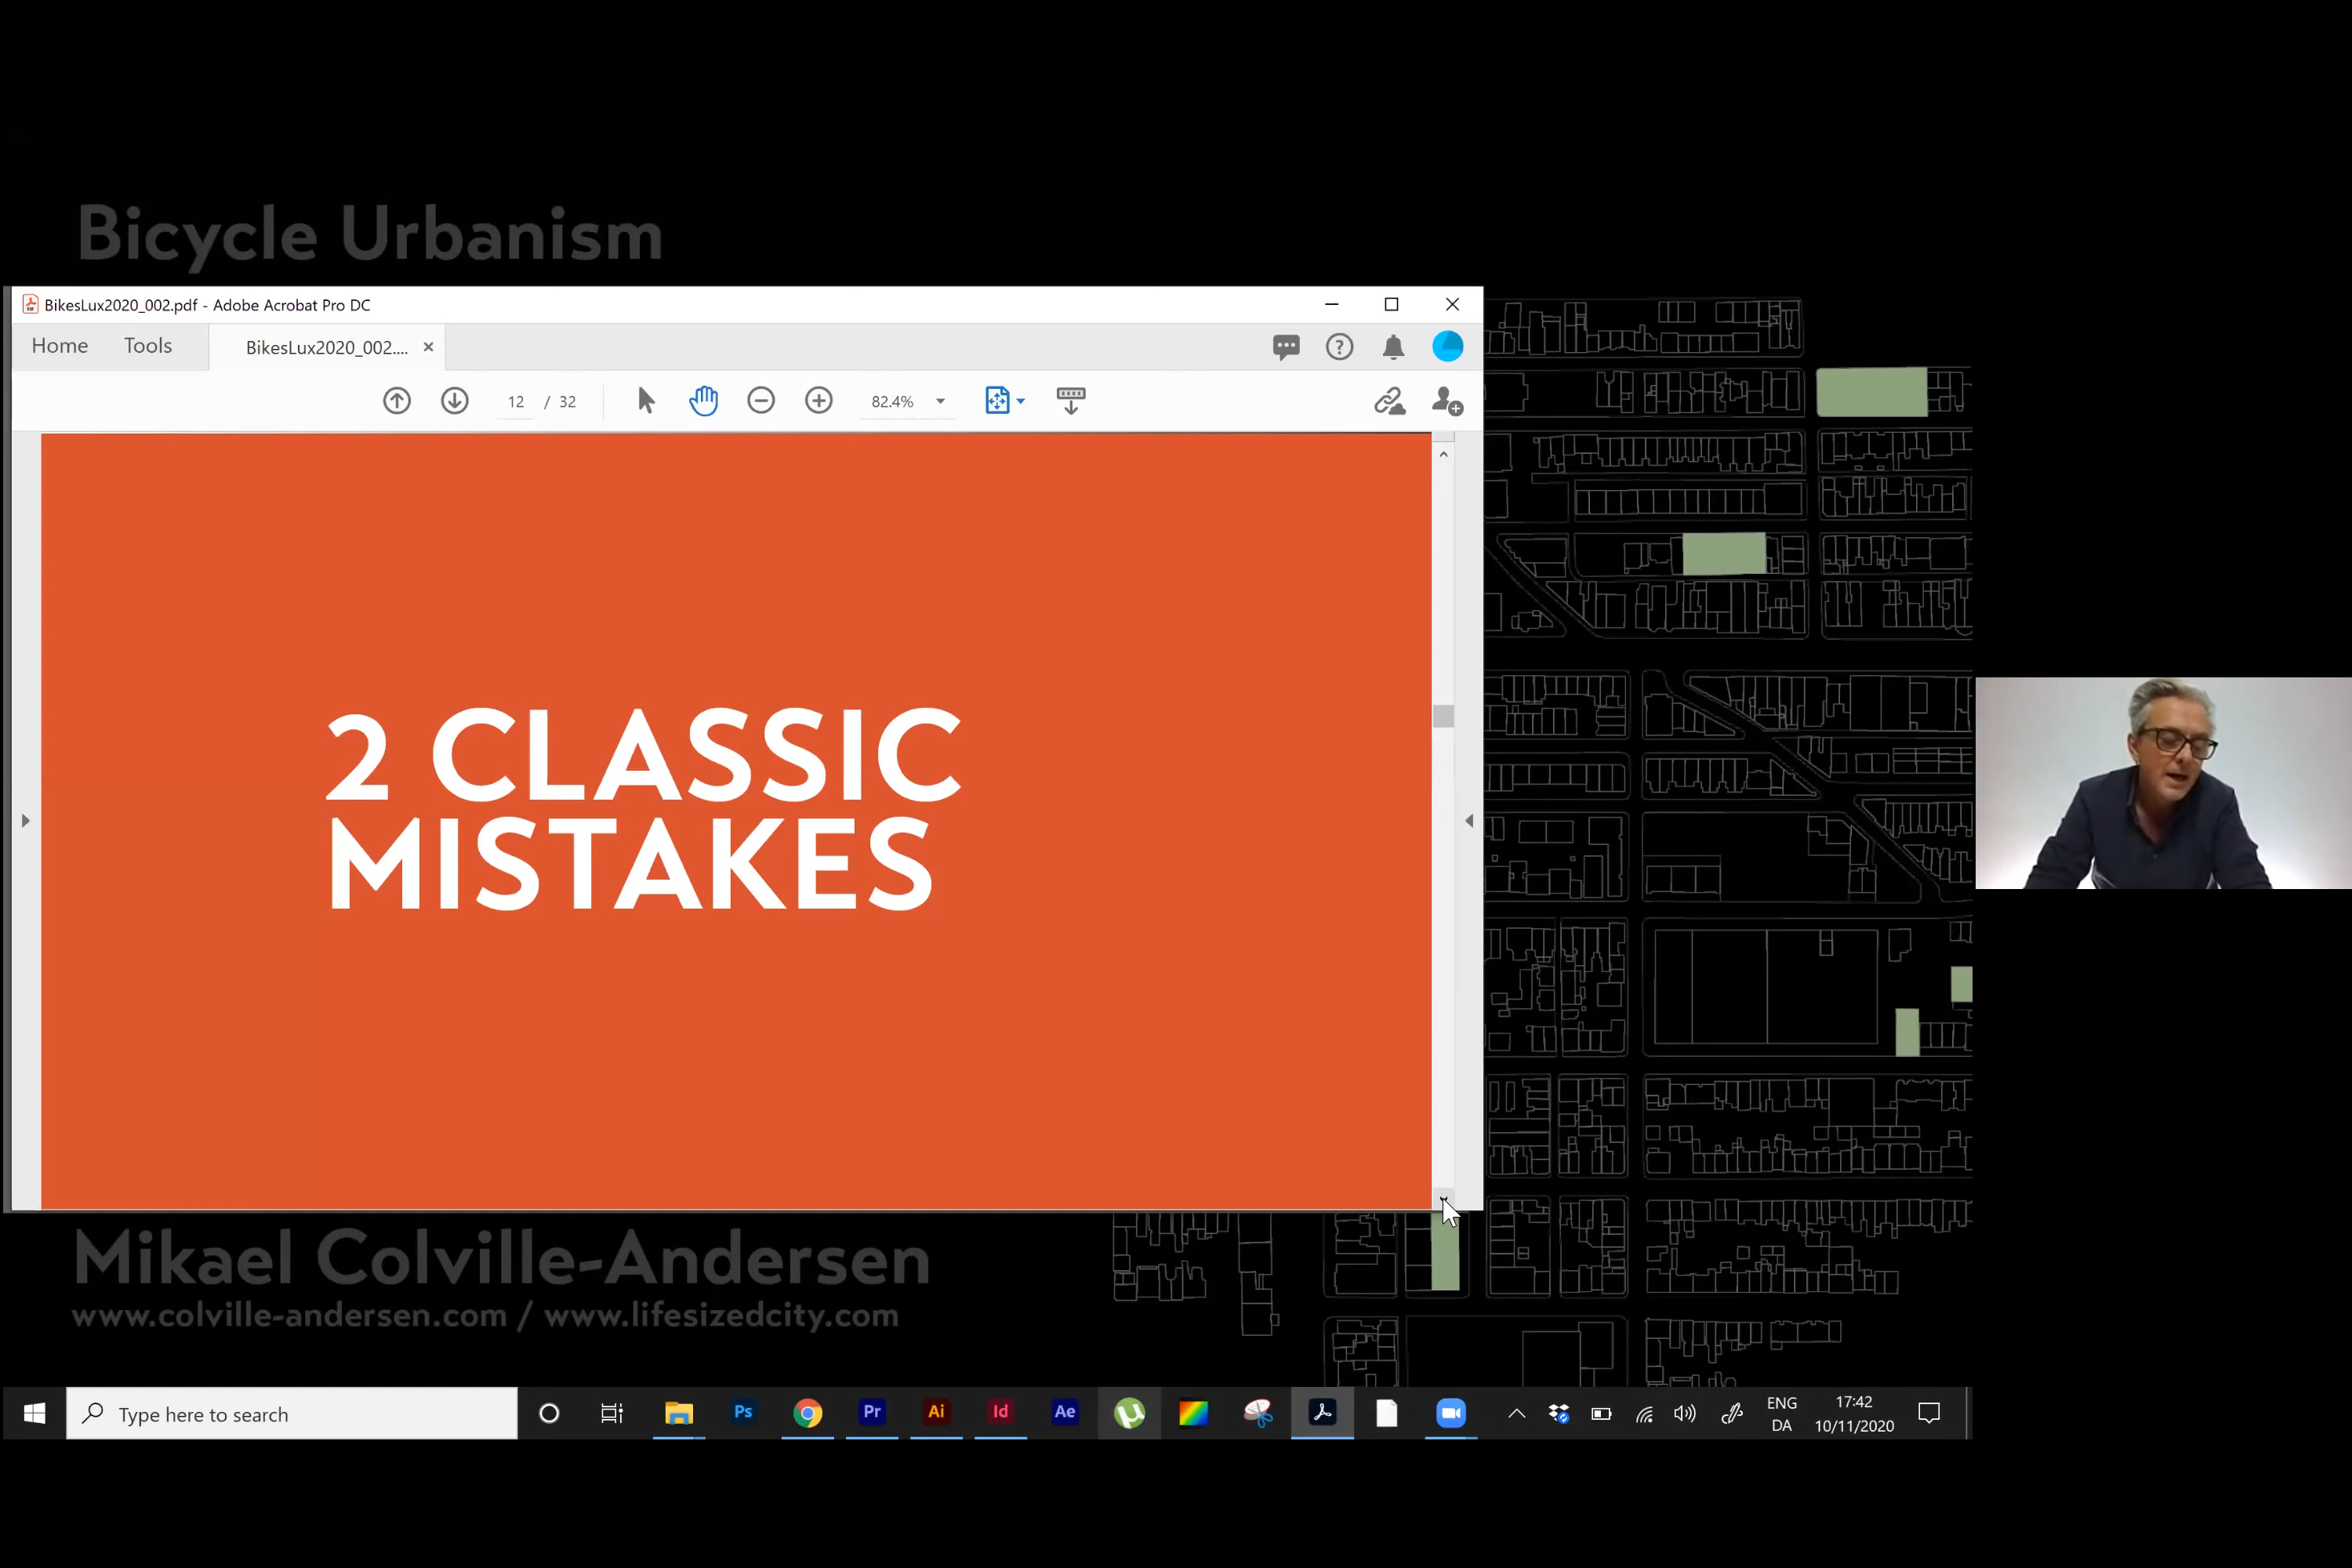 Bicycle Urbanism
BikesLux2020_002.pdf - Adobe Acrobat Pro DC
Home
Tools
BikesLux2020_002....
12 / 32
82.4%
2 CLASSIC
MISTAKES
Mikael Colville-Andersen
www.colville-andersen.com / www.lifesizedcity.com
Type here to search
Ps
Pr
Ai
Id
Ae
ENG
DA
17:42
10/11/2020